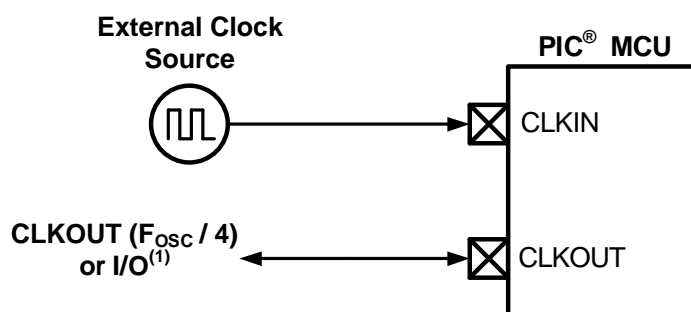 External Clock
Source
PIC® MCU
CLKIN
CLKOUT (FOSC / 4)
or I/O(1)
CLKOUT